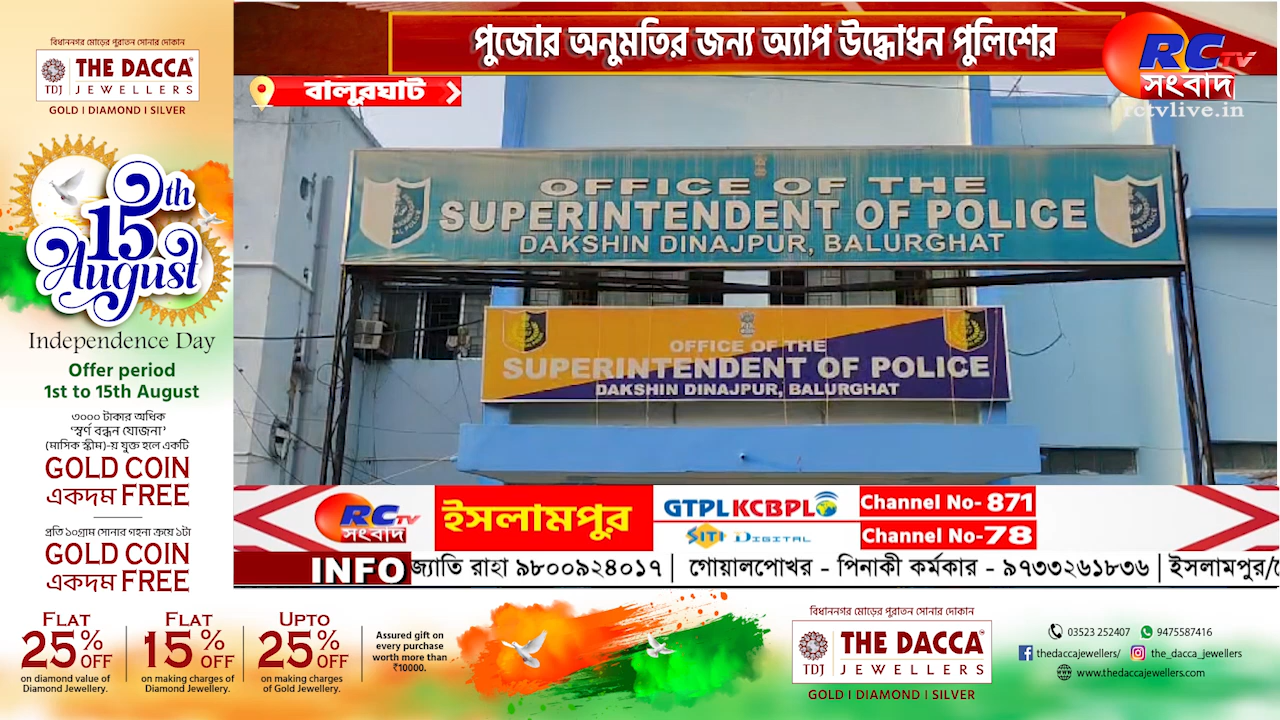 পুজোর অনুমতির জন্য অ্যাপ উদ্ধোধন পুলিশের
RC TV
সংবাদ
rctvlive.in
বালুরঘাট
OFFICE OF THE
SUPERINTENDENT OF POLICE
DAKSHIN DINAJPUR, BALURGHAT
OFFICE OF THE
SUPERINTENDENT OF POLICE
DAKSHIN DINAJPUR, BALURGHAT
বিধাননগর মোড়ের পুরাতন সোনার দোকান
TDJ
THE DACCA
JEWELLERS
GOLD I DIAMOND I SILVER
15th
August
Independence Day
Offer period
1st to 15th August
৩০০০ টাকার অধিক
'স্বর্ণ বন্ধন যোজনা'
(মাসিক স্কীম)-য় যুক্ত হলে একটি
GOLD COIN
একদম FREE
প্রতি ১০গ্রাম সোনার গহনা ক্রয়ে ১টা
GOLD COIN
একদম FREE
RC TV
সংবাদ
ইসলামপুর
GTPL KCBPL
SITI DIGITAL
Channel No- 871
Channel No- 78
INFO
জ্যোতি রাহা ৯৮০০৯২৪০১৭ | গোয়ালপোখর - পিনাকী কর্মকার - ৯৭৩৩২৬১৮৩৬ | ইসলামপুর/
FLAT
25% OFF
on diamond value of
Diamond Jewellery.
FLAT
15% OFF
on making charges of
Diamond Jewellery.
UPTO
25% OFF
on making charges
of Gold Jewellery.
Assured gift on
every purchase
worth more than
₹10000.
বিধাননগর মোড়ের পুরাতন সোনার দোকান
TDJ
THE DACCA
JEWELLERS
GOLD I DIAMOND I SILVER
03523 252407 9475587416
thedaccajewellers/ the_dacca_jewellers
www.thedaccajewellers.com